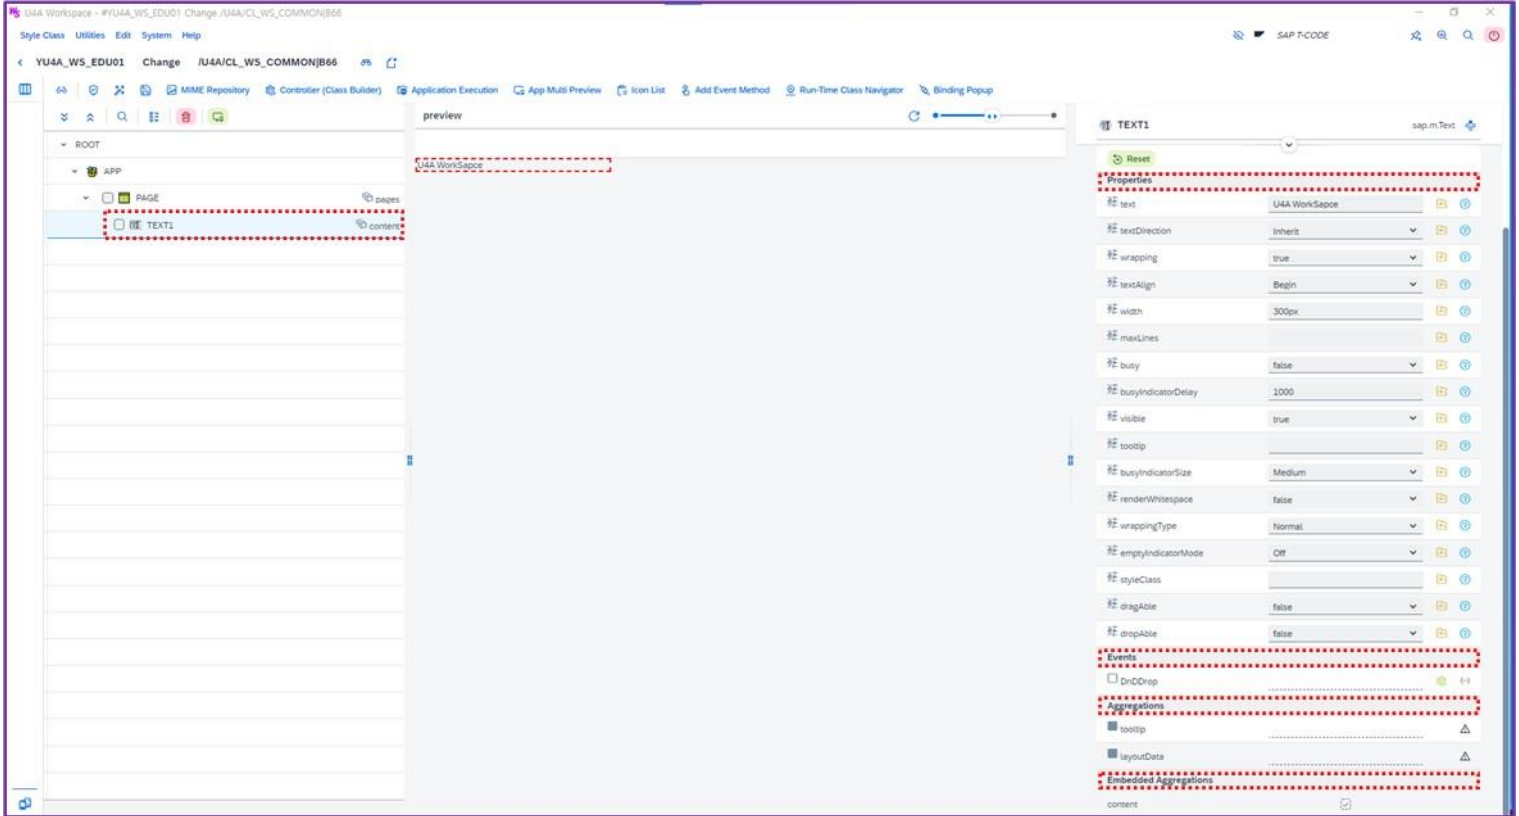 U4A Workspace - #YU4A_WS_EDU01 Change /U4A/CL_WS_COMMON|B66
Style Class Utilities Edit System Help
SAP T-CODE
YU4A_WS_EDU01 Change /U4A/CL_WS_COMMON|B66
MIME Repository Controller (Class Builder) Application Execution App Multi Preview Icon List Add Event Method Run-Time Class Navigator Binding Popup
preview
TEXT1 sap.m.Text
ROOT
APP
PAGE pages
TEXT1 content
U4A WorkSapce
Reset
Properties
text U4A WorkSapce
textDirection Inherit
wrapping true
textAlign Begin
width 300px
maxLines
busy false
busyIndicatorDelay 1000
visible true
tooltip
busyIndicatorSize Medium
renderWhitespace false
wrappingType Normal
emptyIndicatorMode Off
styleClass
dragAble false
dropAble false
Events
DnDDrop
Aggregations
tooltip
layoutData
Embedded Aggregations
content